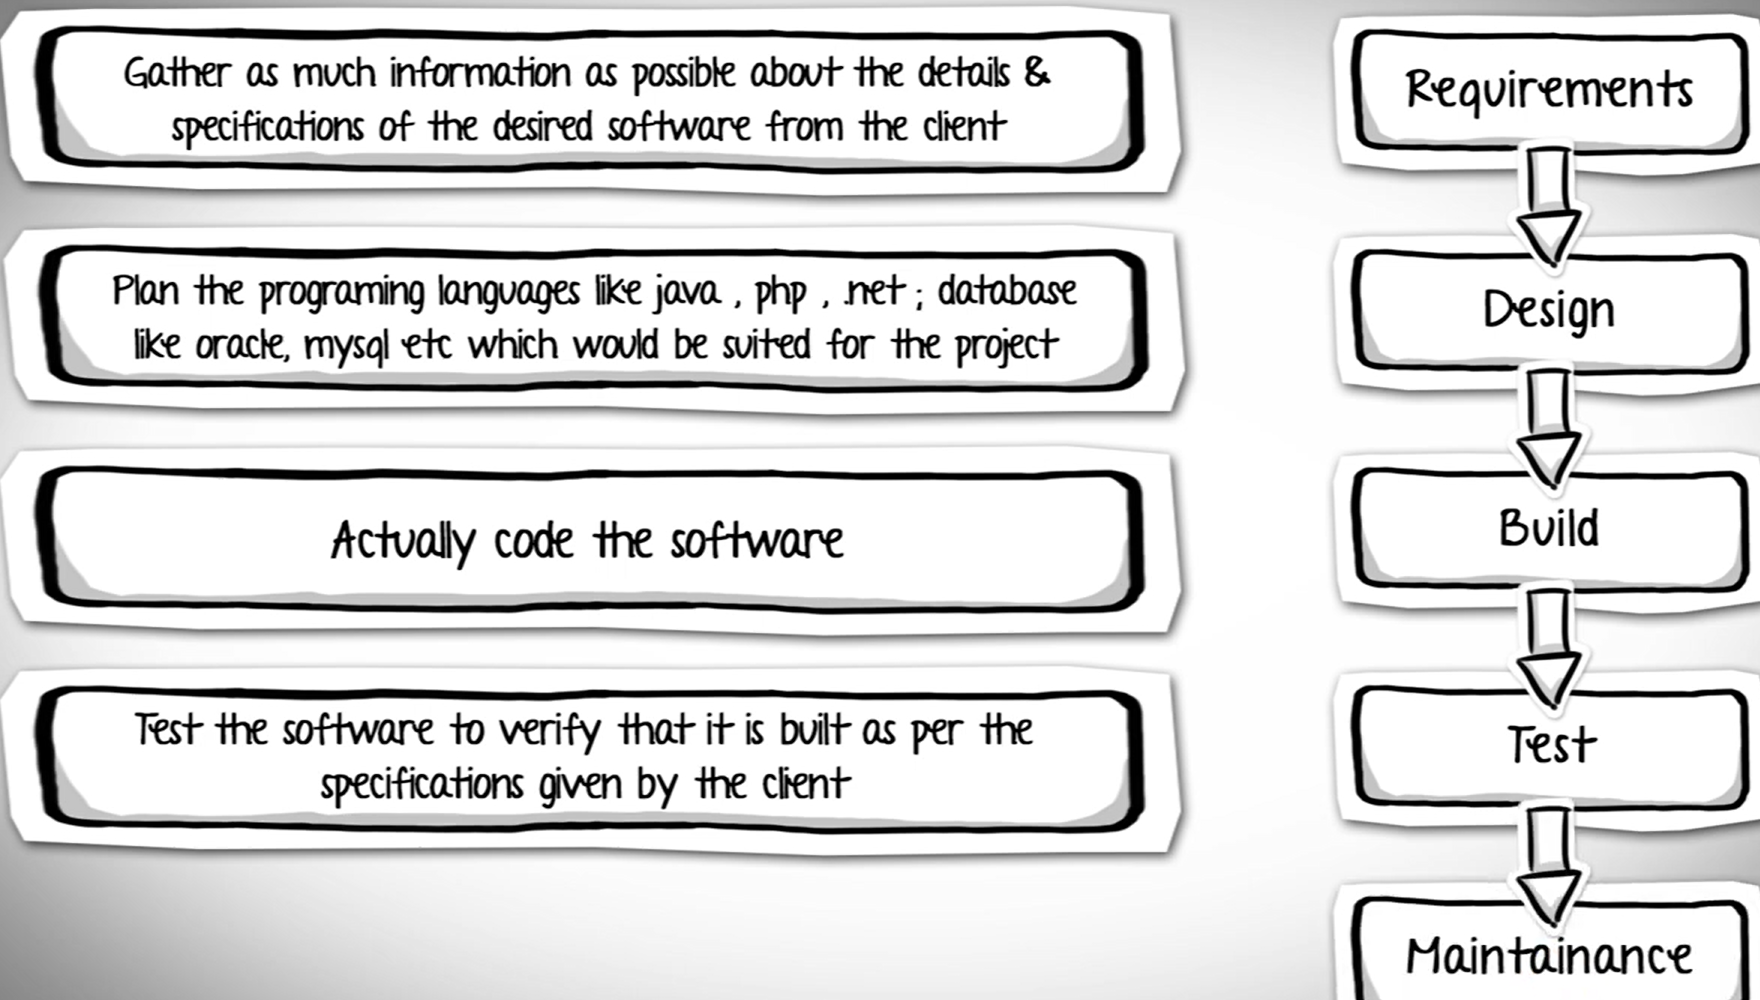 Gather as much information as possible about the details &
specifications of the desired software from the client
Requirements
Plan the programing languages like java , php , .net ; database
like oracle, mysql etc which would be suited for the project
Design
Actually code the software
Build
Test the software to verify that it is built as per the
specifications given by the client
Test
Maintainance